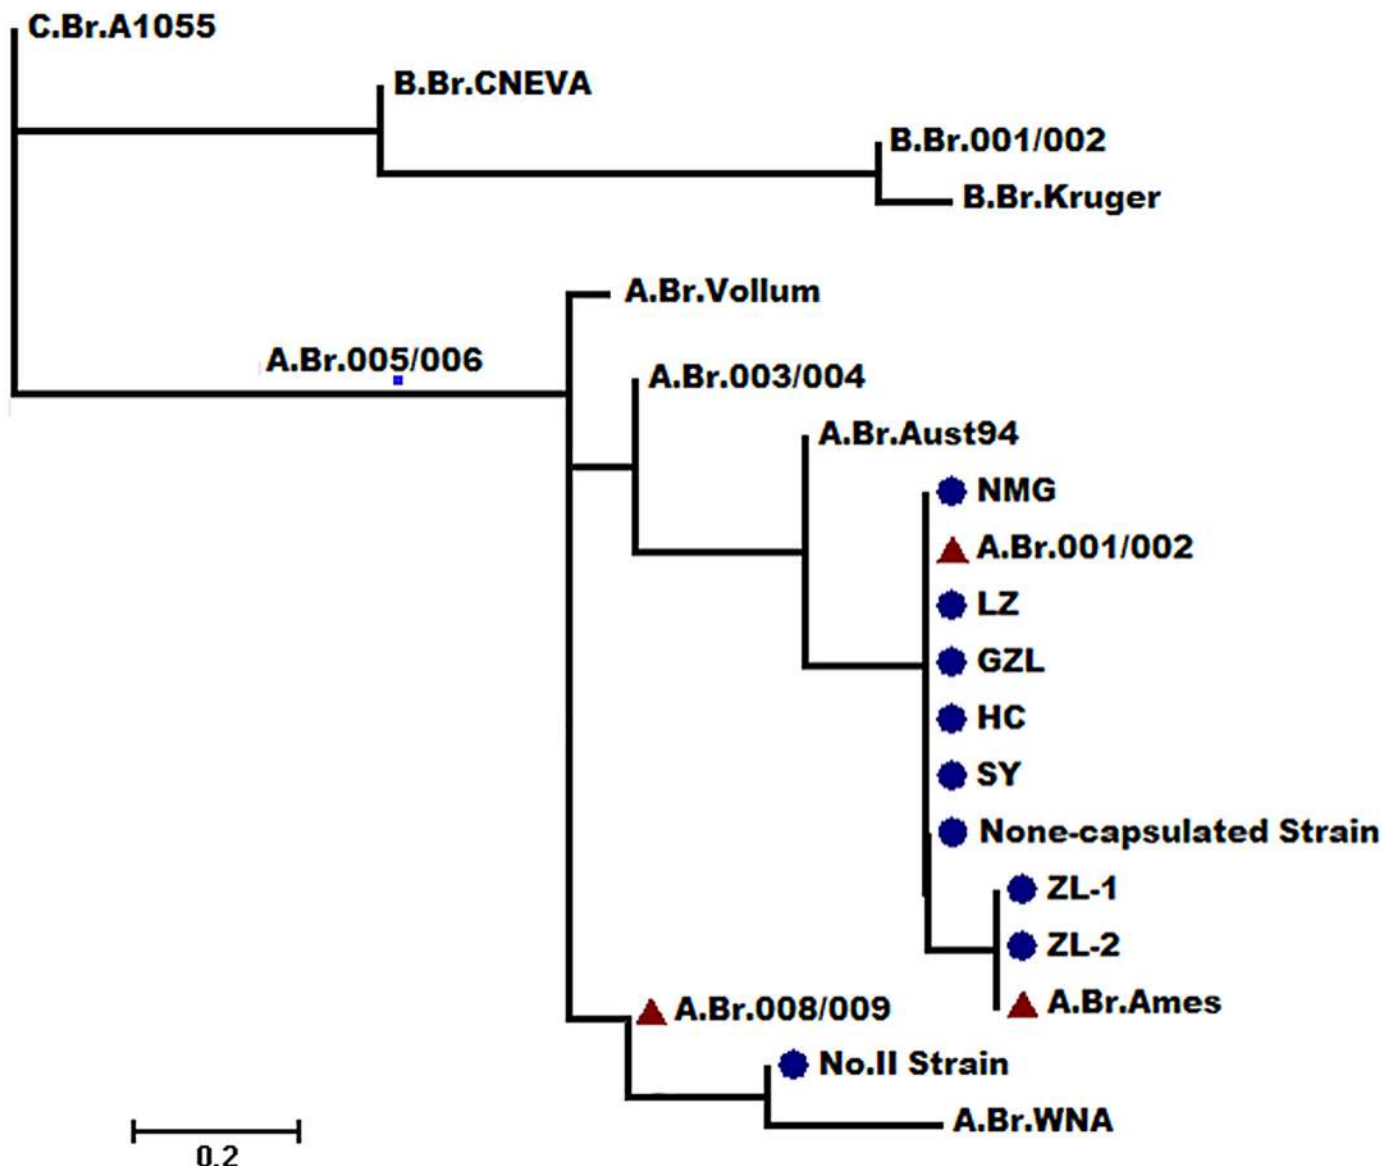 C.Br.A1055
B.Br.CNEVA
B.Br.001/002
B.Br.Kruger
A.Br.Vollum
A.Br.005/006
A.Br.003/004
A.Br.Aust94
NMG
A.Br.001/002
LZ
GZL
HC
SY
None-capsulated Strain
ZL-1
ZL-2
A.Br.Ames
A.Br.008/009
No.II Strain
A.Br.WNA
0.2